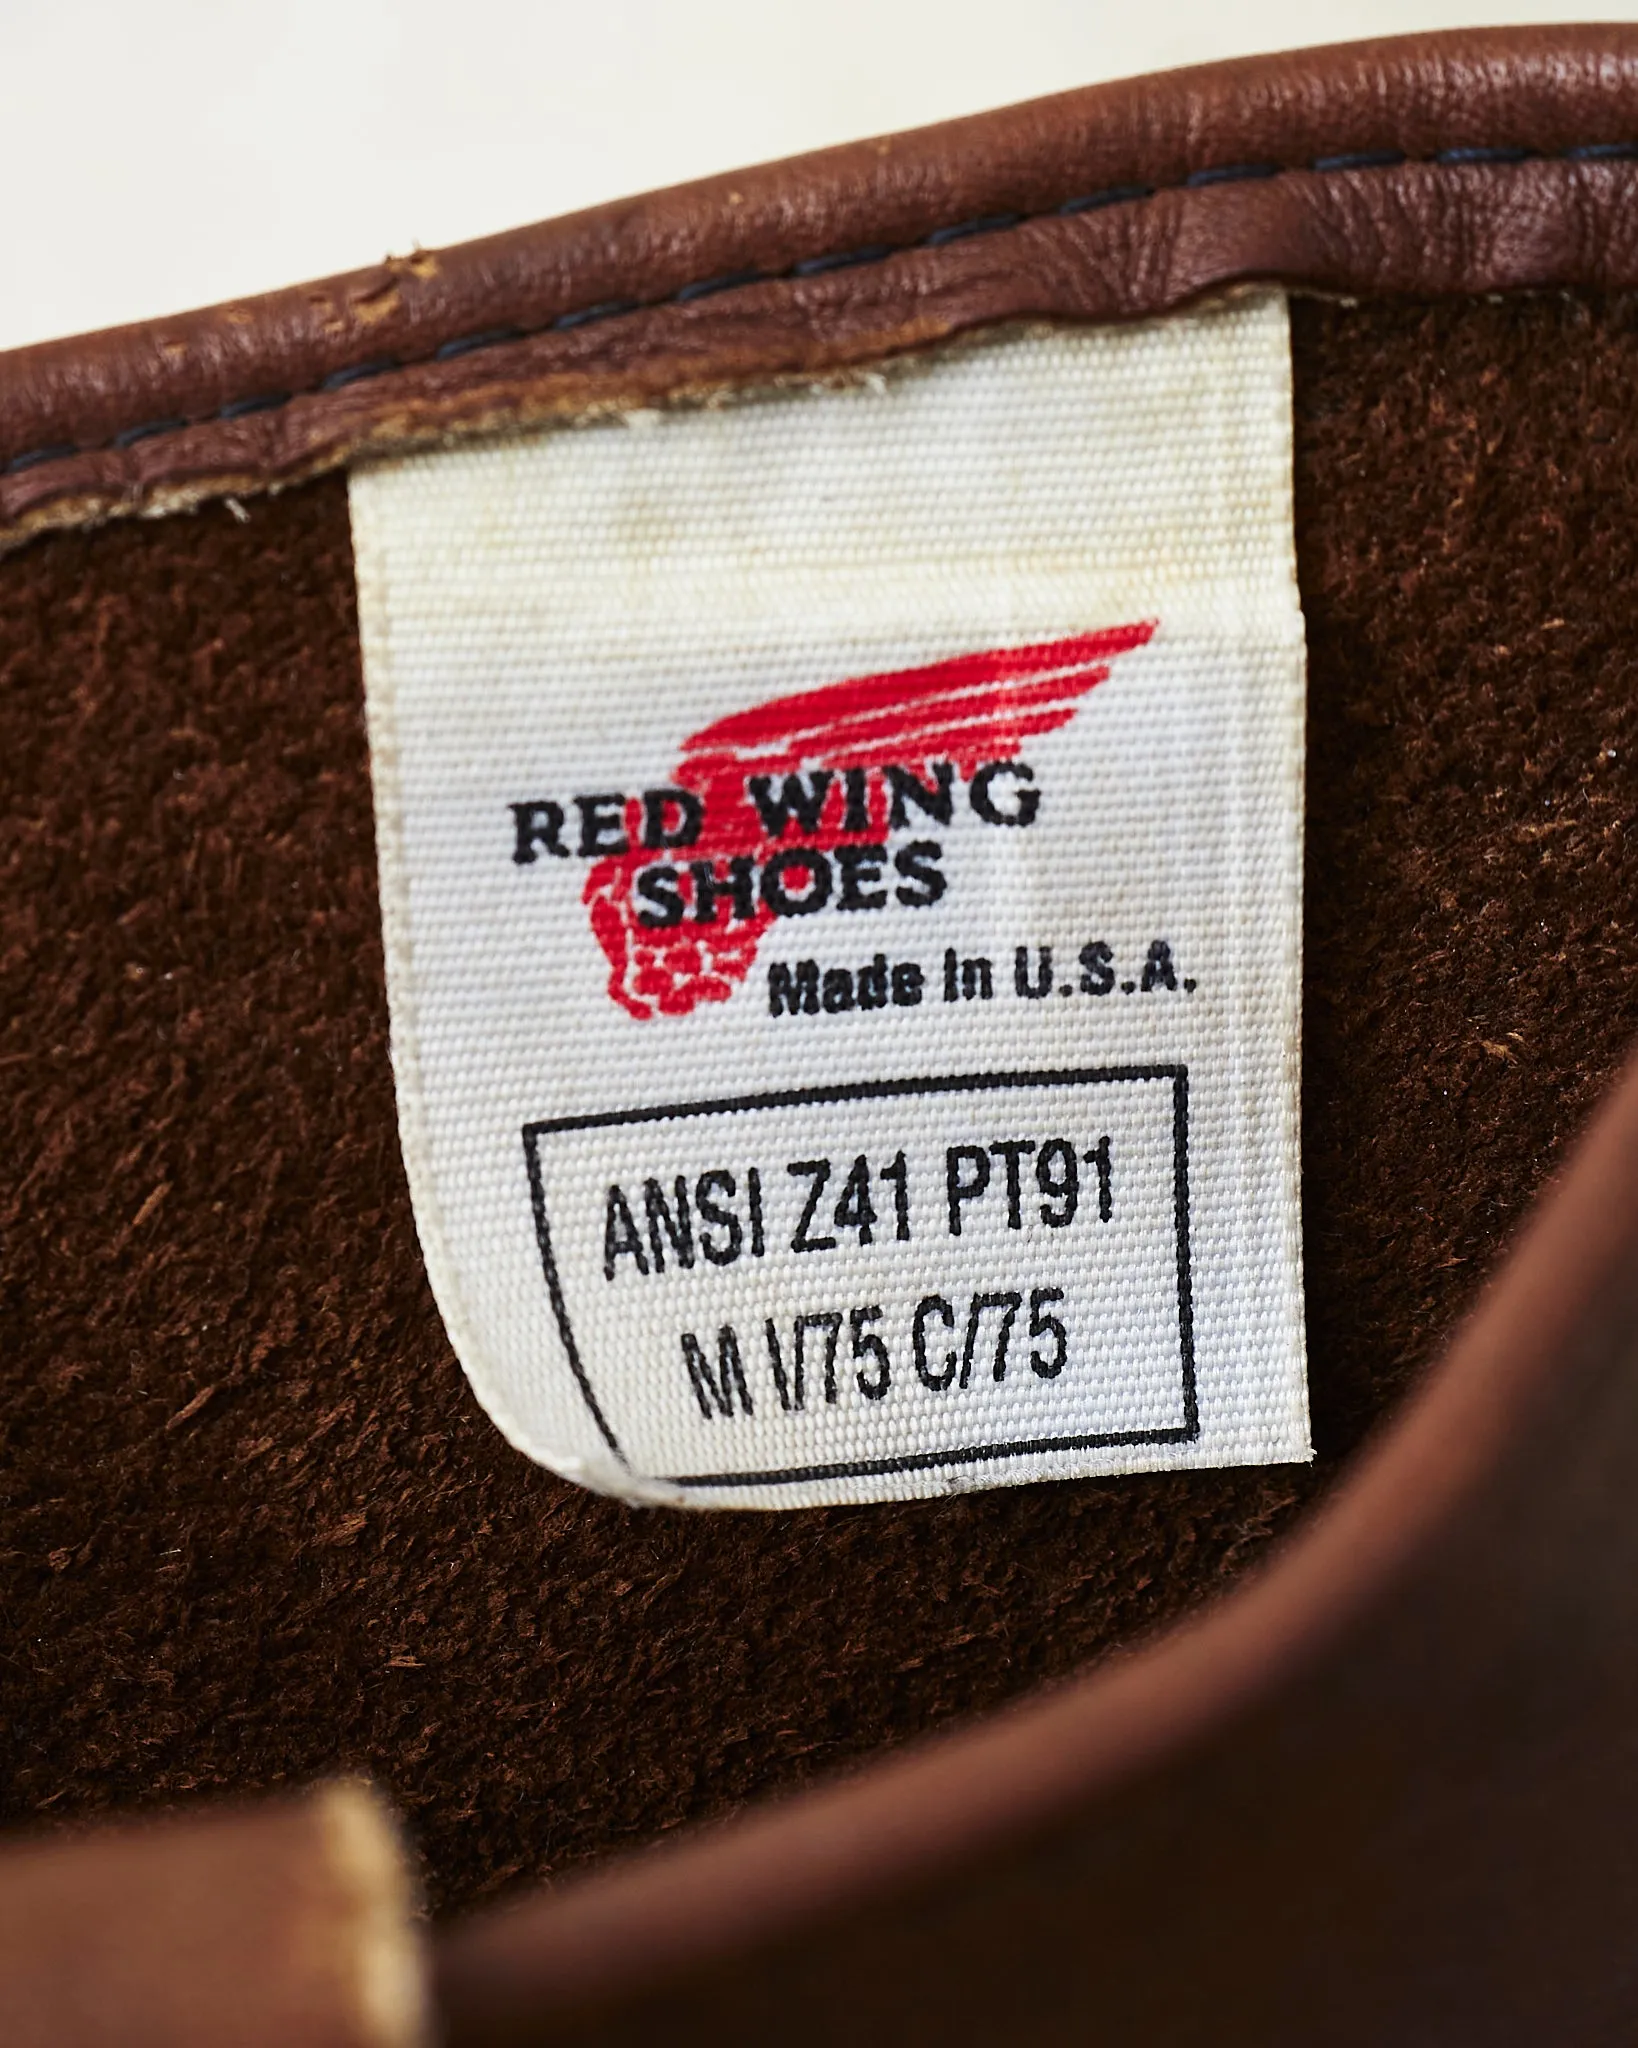 RED WING
SHOES
Made In U.S.A.
ANSI Z41 PT91
M I/75 C/75